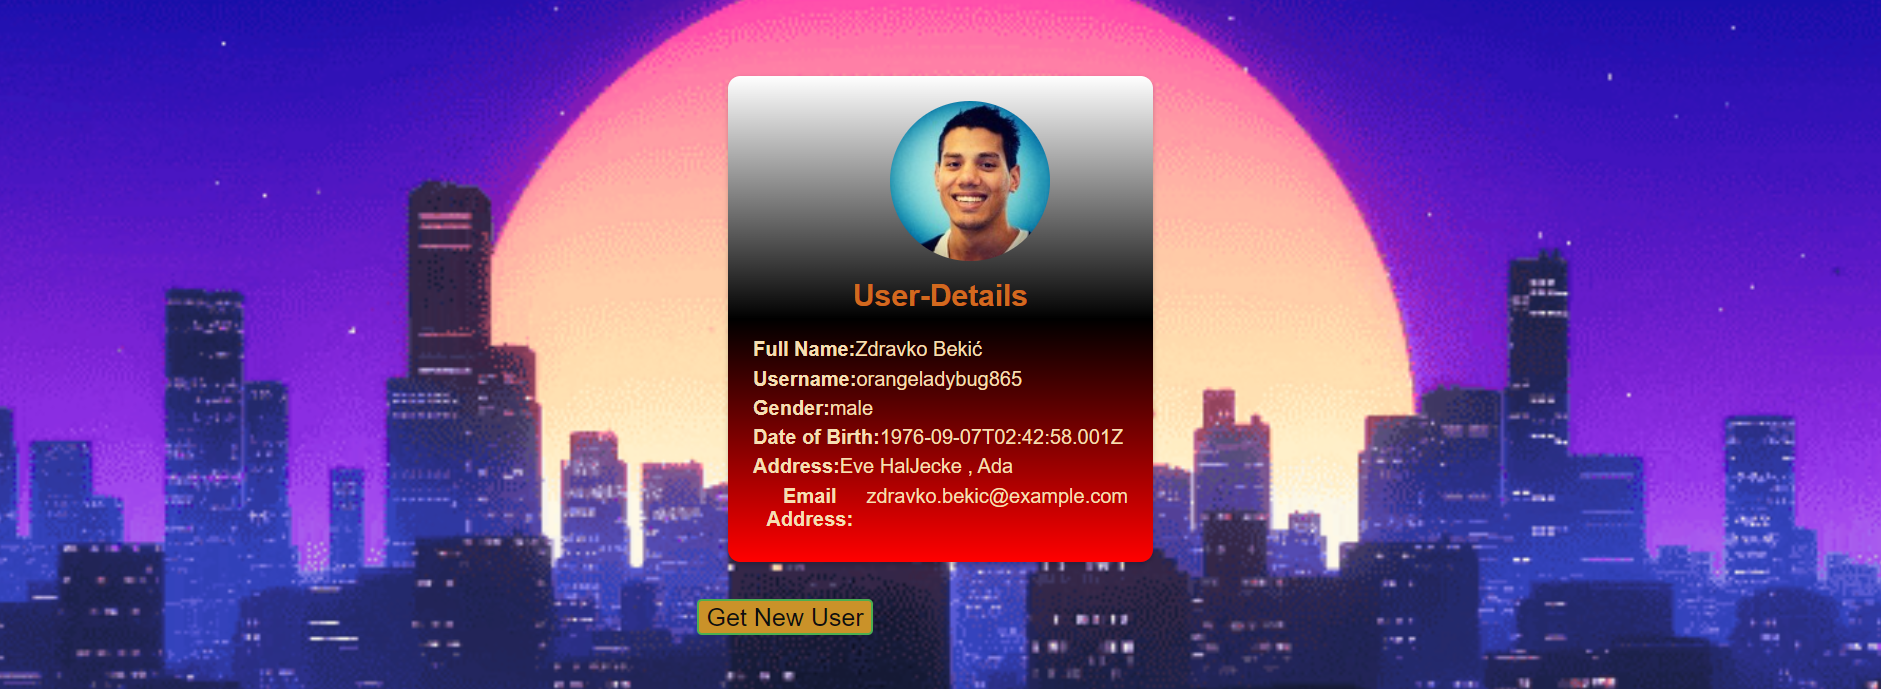 User-Details
Full Name:Zdravko Bekić
Username:orangeladybug865
Gender:male
Date of Birth:1976-09-07T02:42:58.001Z
Address:Eve HalJecke , Ada
Email Address: zdravko.bekic@example.com
Get New User